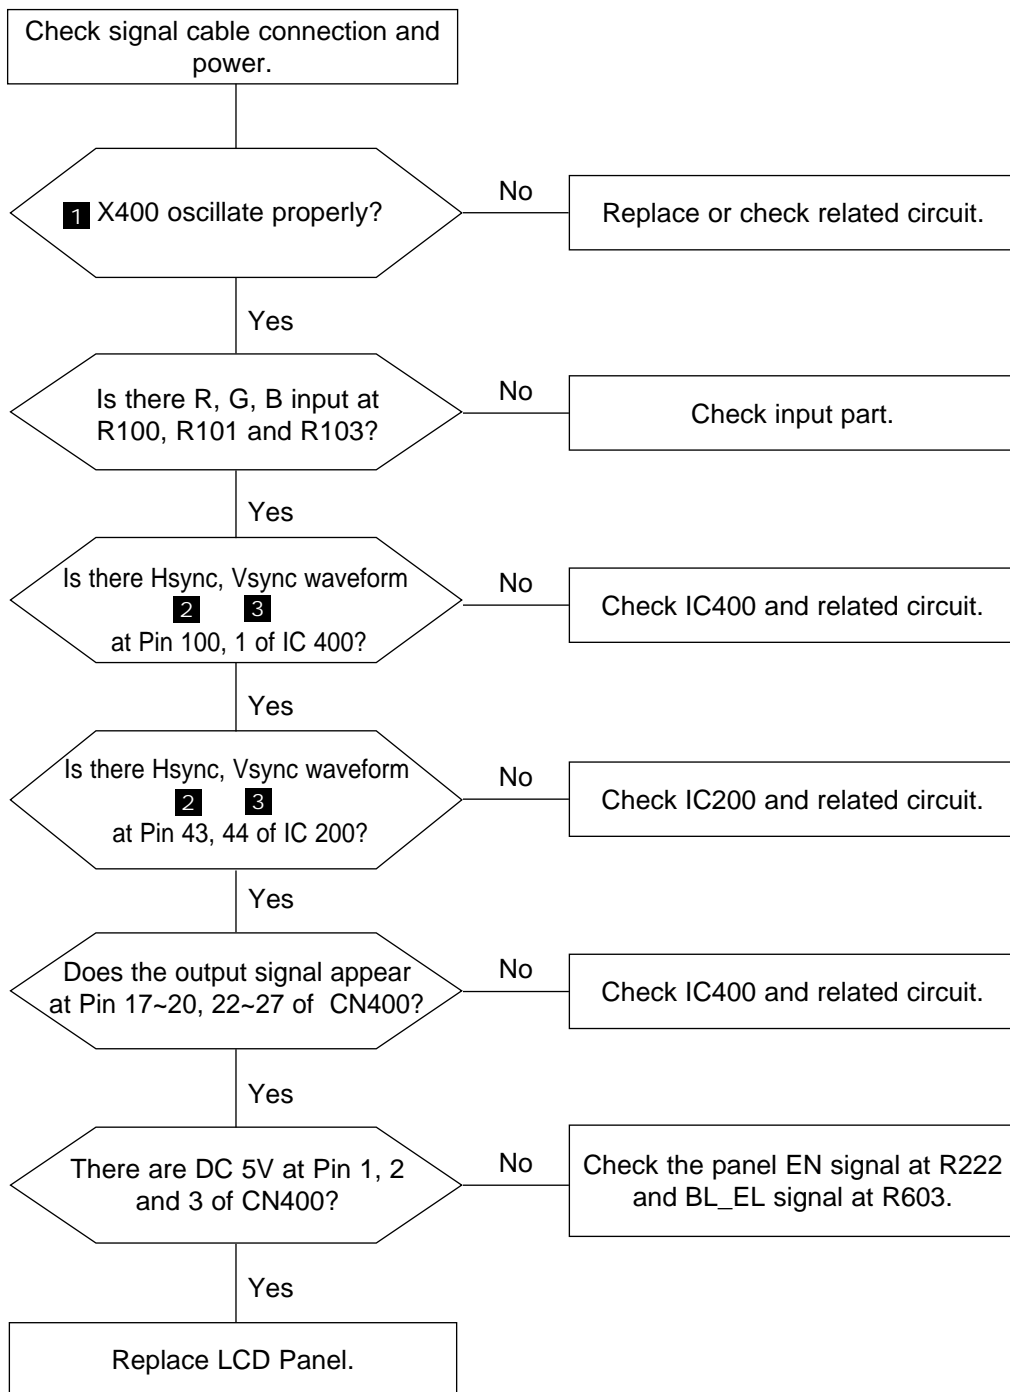 Check signal cable connection and
power.
1 X400 oscillate properly?
No
Replace or check related circuit.
Yes
Is there R, G, B input at
R100, R101 and R103?
No
Check input part.
Yes
Is there Hsync, Vsync waveform
2 3
at Pin 100, 1 of IC 400?
No
Check IC400 and related circuit.
Yes
Is there Hsync, Vsync waveform
2 3
at Pin 43, 44 of IC 200?
No
Check IC200 and related circuit.
Yes
Does the output signal appear
at Pin 17~20, 22~27 of CN400?
No
Check IC400 and related circuit.
Yes
There are DC 5V at Pin 1, 2
and 3 of CN400?
No
Check the panel EN signal at R222
and BL_EL signal at R603.
Yes
Replace LCD Panel.